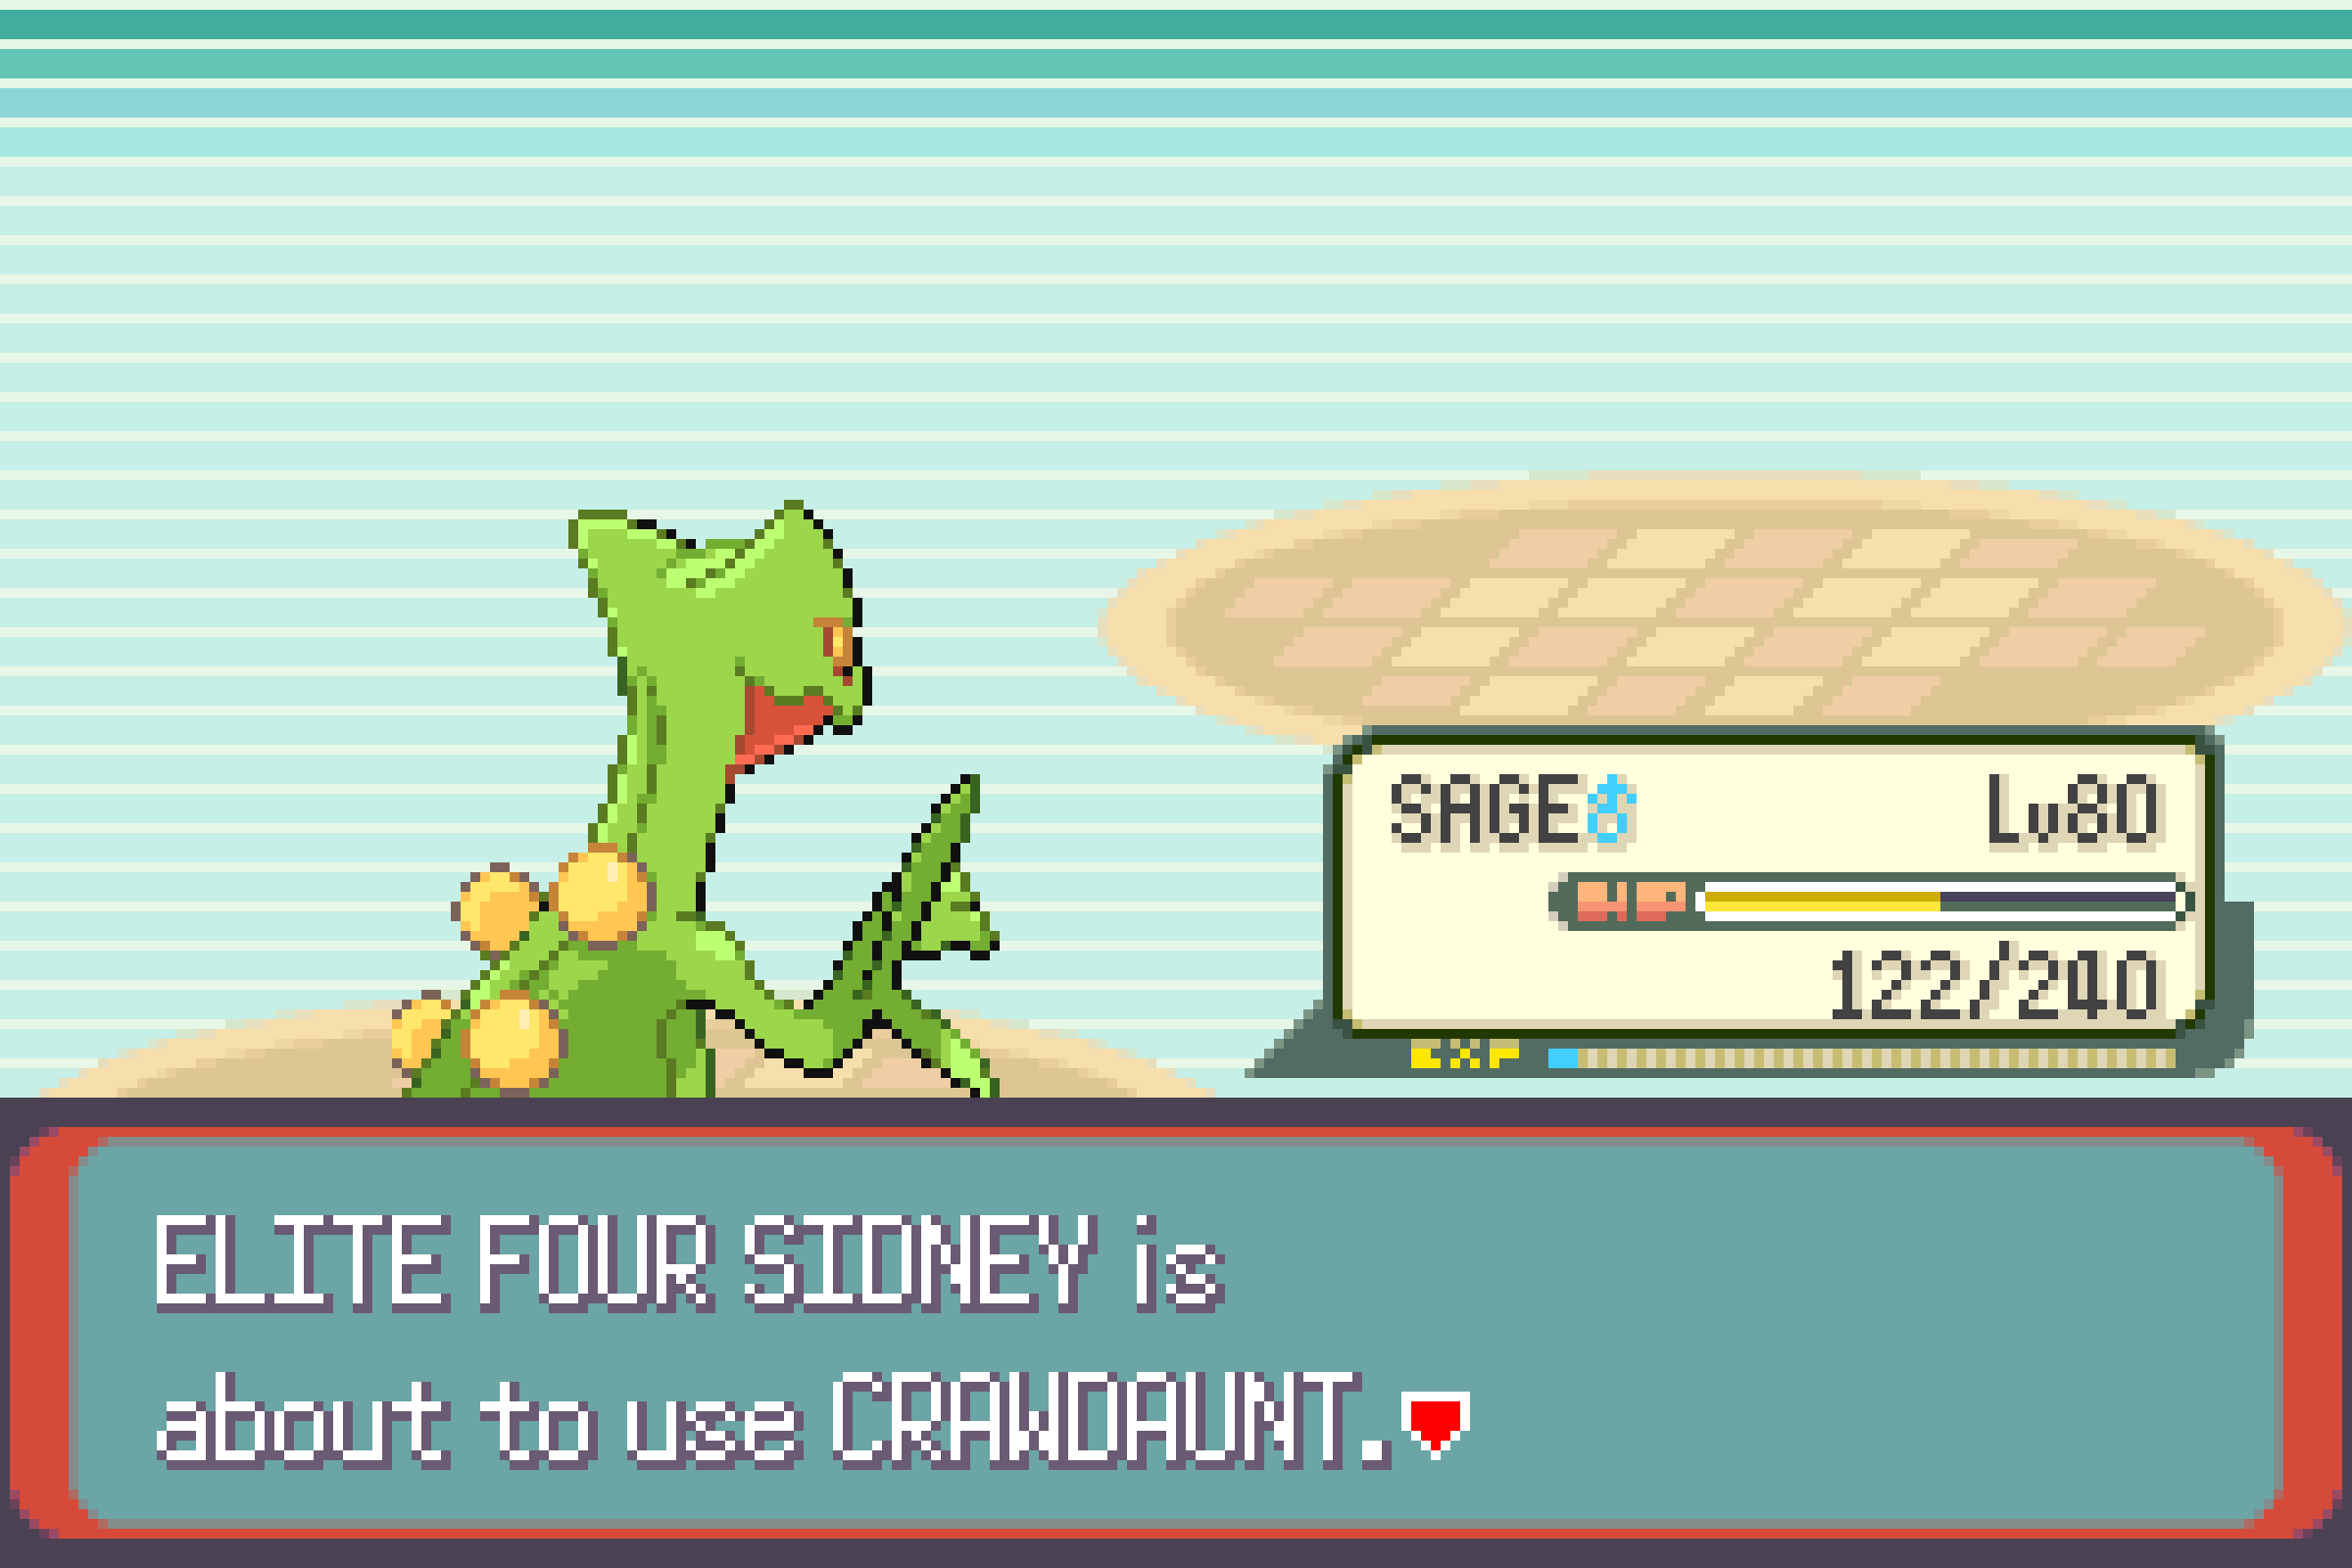 SAGE♂ Lv80
HP
122/240
EXP
ELITE FOUR SIDNEY is
about to use CRAWDAUNT.